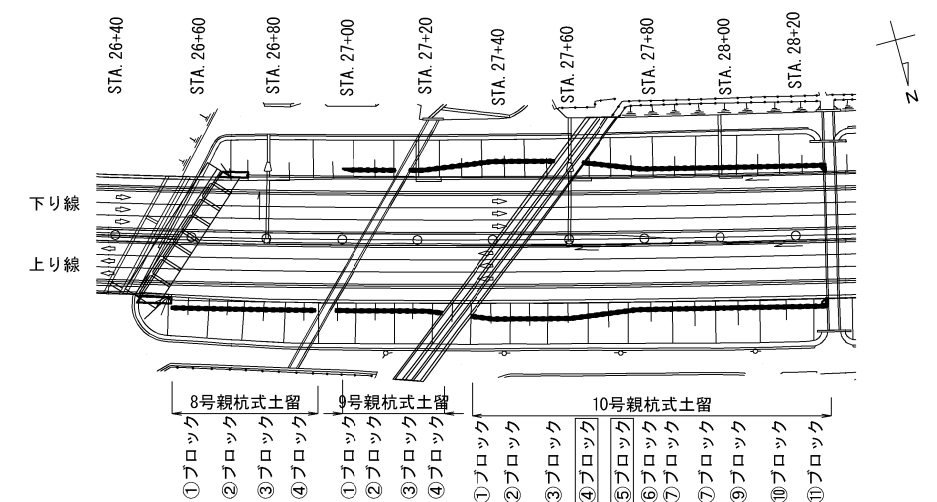 STA. 26+40
STA. 26+60
STA. 26+80
STA. 27+00
STA. 27+20
STA. 27+40
STA. 27+60
STA. 27+80
STA. 28+00
STA. 28+20
N
下り線
上り線
8号親杭式土留
9号親杭式土留
10号親杭式土留
①ブロック
②ブロック
③ブロック
④ブロック
①ブロック
②ブロック
③ブロック
④ブロック
①ブロック
②ブロック
③ブロック
④ブロック
⑤ブロック
⑥ブロック
⑦ブロック
⑦ブロック
⑨ブロック
⑩ブロック
⑪ブロック